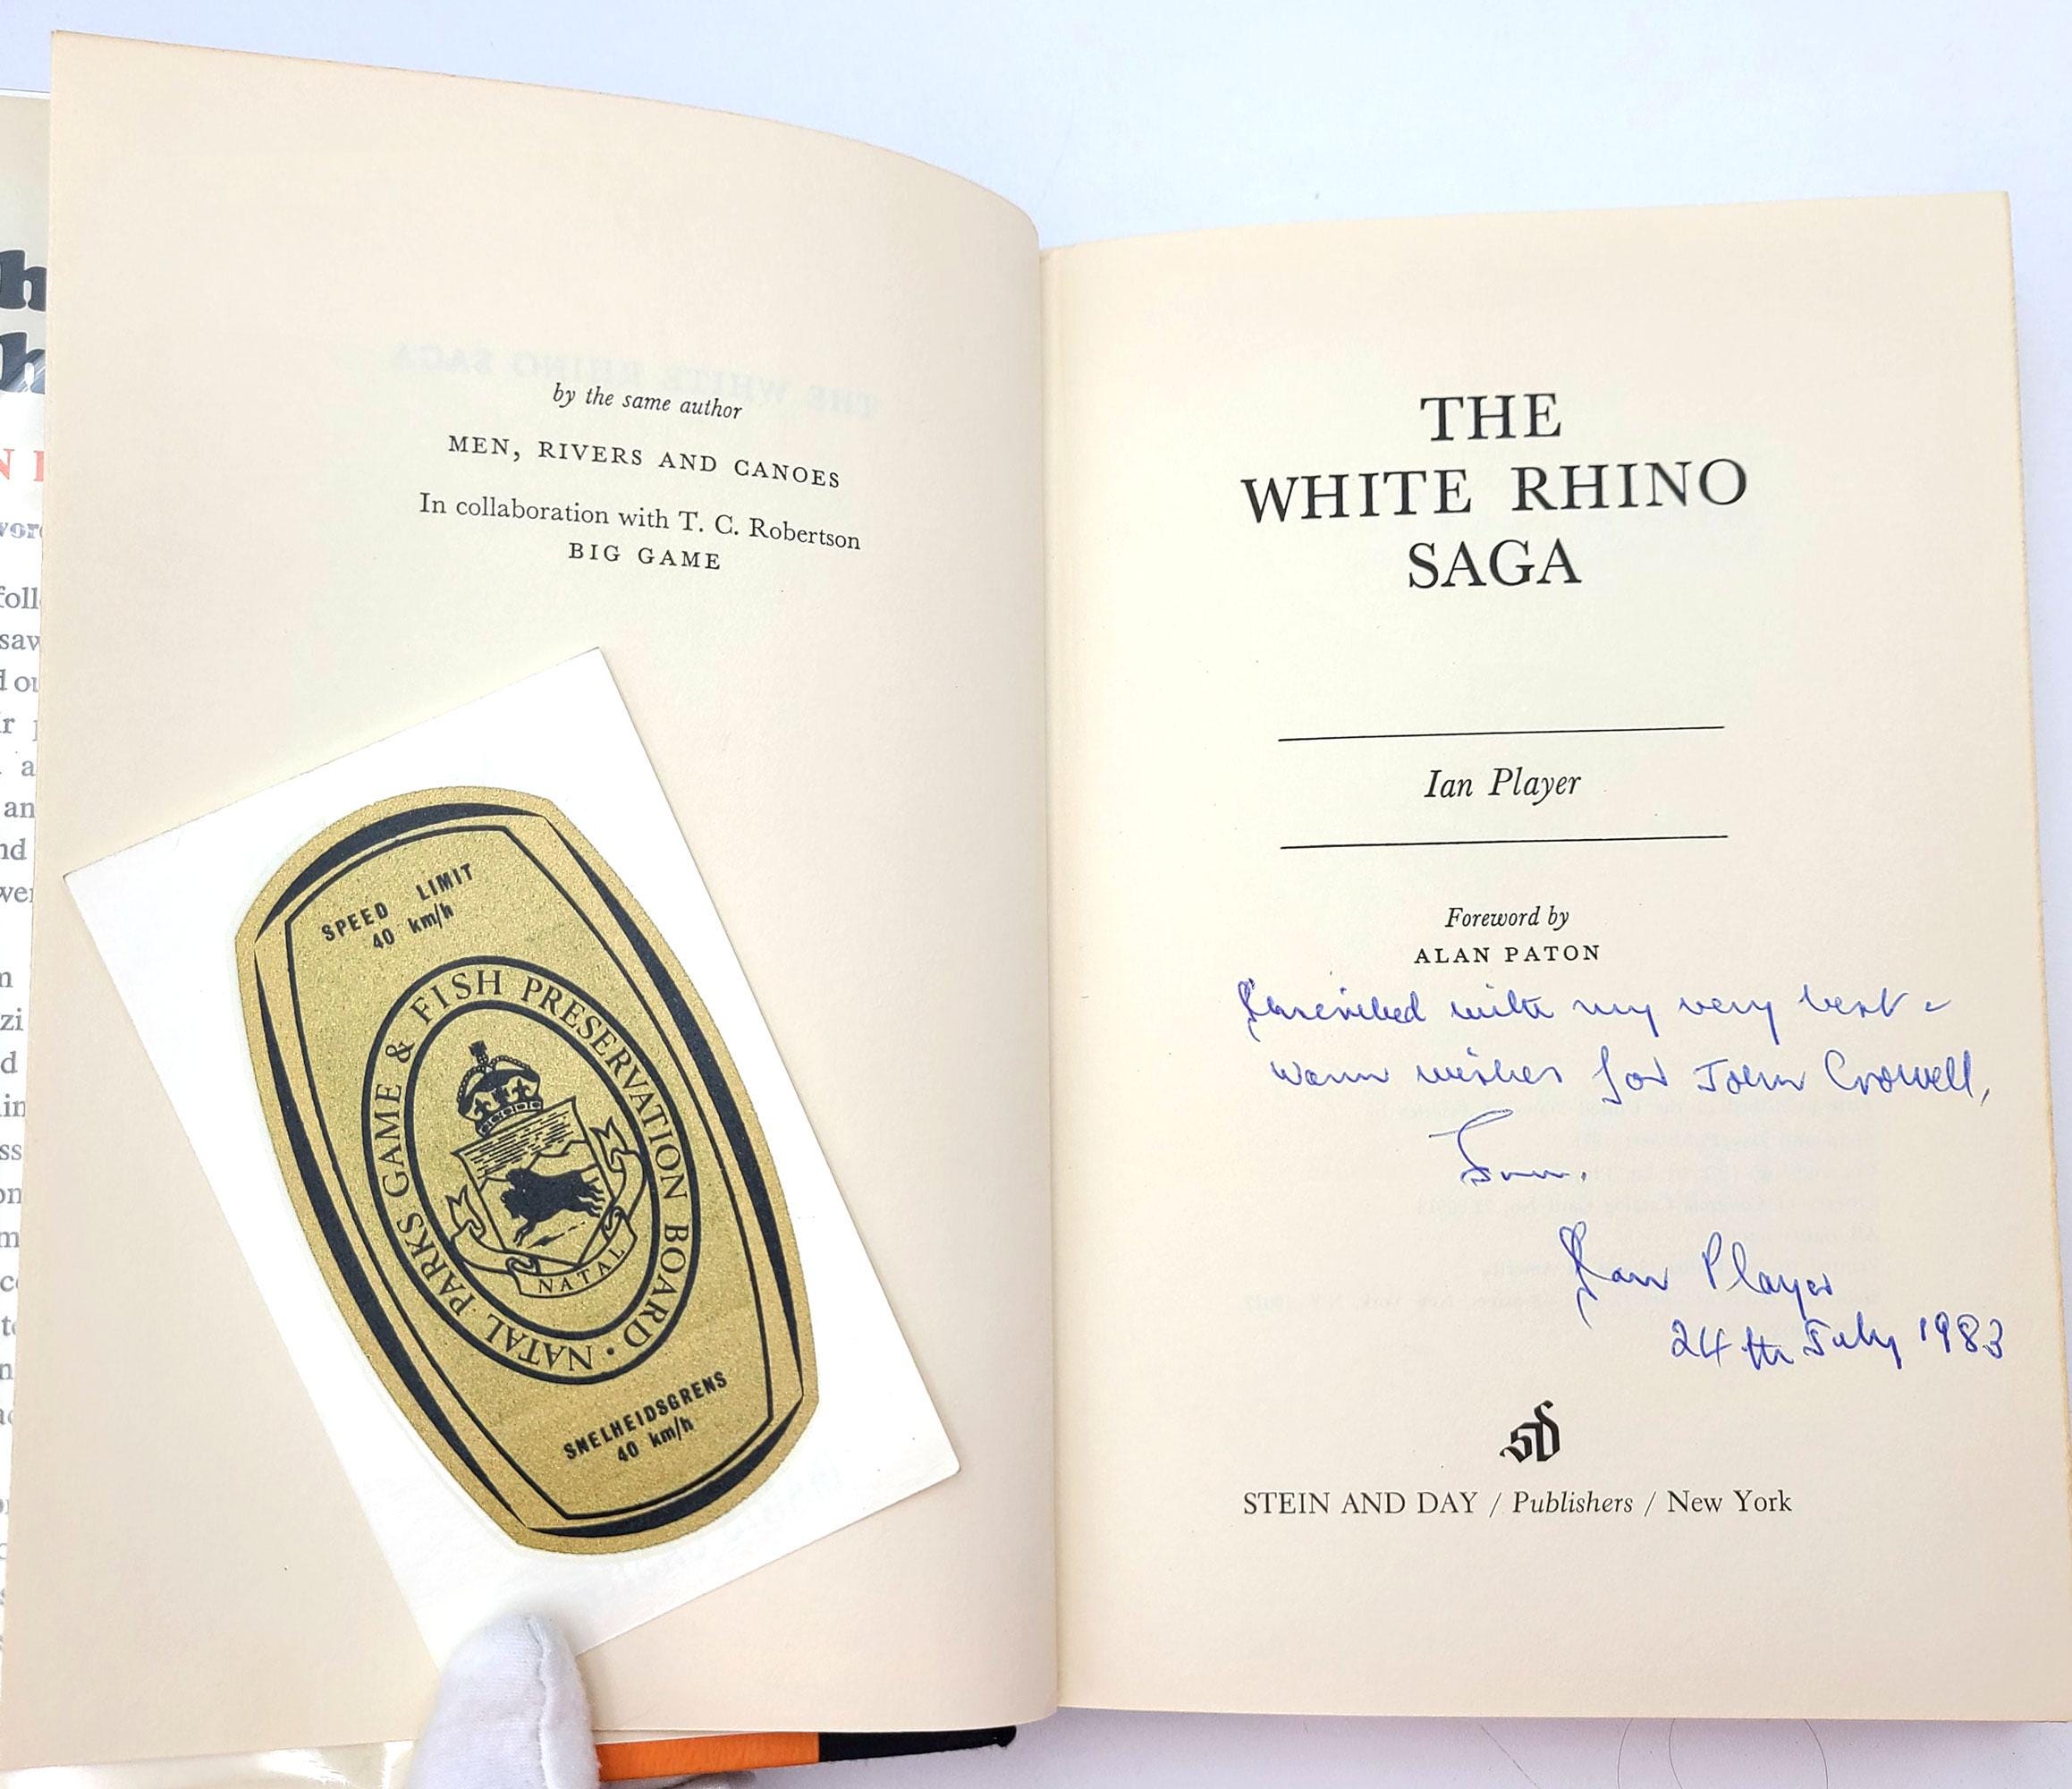 by the same author
MEN, RIVERS AND CANOES
In collaboration with T. C. Robertson
BIG GAME
SPEED LIMIT
40 km/h
NATAL PARKS GAME & FISH PRESERVATION BOARD •
NATAL
SNELHEIDSGRENS
40 km/h
THE
WHITE RHINO
SAGA
Ian Player
Foreword by
ALAN PATON
Inscribed with my very best
warm wishes for John Crowell,
Ian Player
24th July 1983
STEIN AND DAY / Publishers / New York